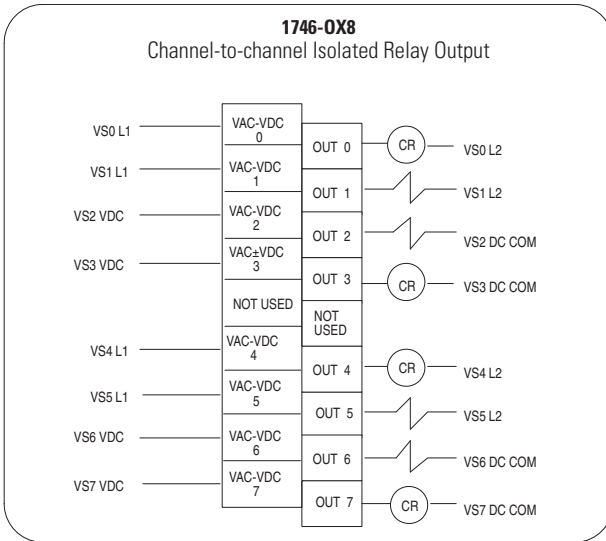 1746-OX8
Channel-to-channel Isolated Relay Output
VS0 L1
VAC-VDC
0
OUT 0
CR
VS0 L2
VS1 L1
VAC-VDC
1
OUT 1
VS1 L2
VS2 VDC
VAC-VDC
2
OUT 2
VS2 DC COM
VS3 VDC
VAC±VDC
3
OUT 3
CR
VS3 DC COM
NOT USED
NOT
USED
VS4 L1
VAC-VDC
4
OUT 4
CR
VS4 L2
VS5 L1
VAC-VDC
5
OUT 5
VS5 L2
VS6 VDC
VAC-VDC
6
OUT 6
VS6 DC COM
VS7 VDC
VAC-VDC
7
OUT 7
CR
VS7 DC COM